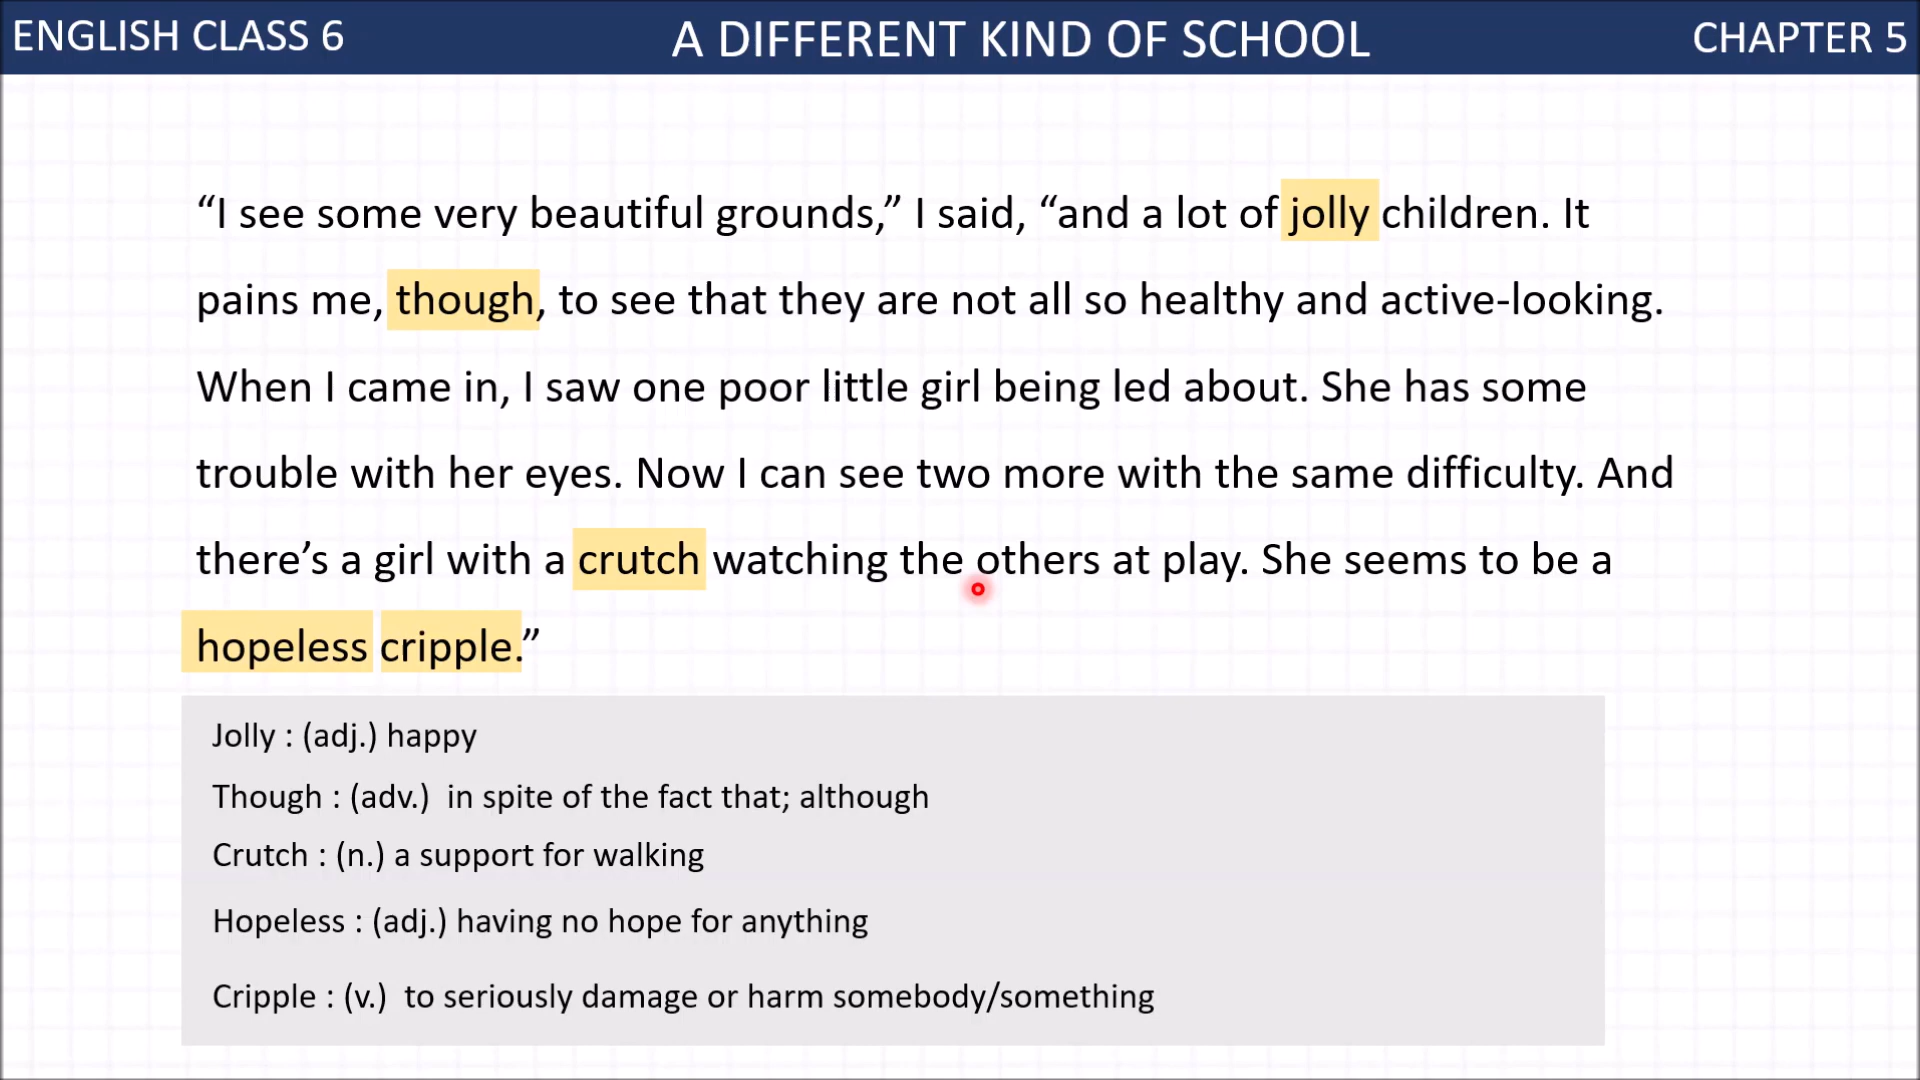 ENGLISH CLASS 6
A DIFFERENT KIND OF SCHOOL
CHAPTER 5
“I see some very beautiful grounds,” I said, “and a lot of jolly children. It
pains me, though, to see that they are not all so healthy and active-looking.
When I came in, I saw one poor little girl being led about. She has some
trouble with her eyes. Now I can see two more with the same difficulty. And
there’s a girl with a crutch watching the others at play. She seems to be a
hopeless cripple.”
Jolly : (adj.) happy
Though : (adv.)  in spite of the fact that; although
Crutch : (n.) a support for walking
Hopeless : (adj.) having no hope for anything
Cripple : (v.)  to seriously damage or harm somebody/something